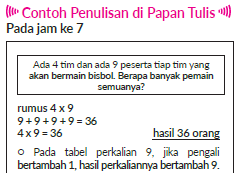 Contoh Penulisan di Papan Tulis
Pada jam ke 7
Ada 4 tim dan ada 9 peserta tiap tim yang
akan bermain bisbol. Berapa banyak pemain
semuanya?
rumus 4 x 9
9 + 9 + 9 + 9 = 36
4 x 9 = 36 hasil 36 orang
○ Pada tabel perkalian 9, jika pengali
bertambah 1, hasil perkaliannya bertambah 9.